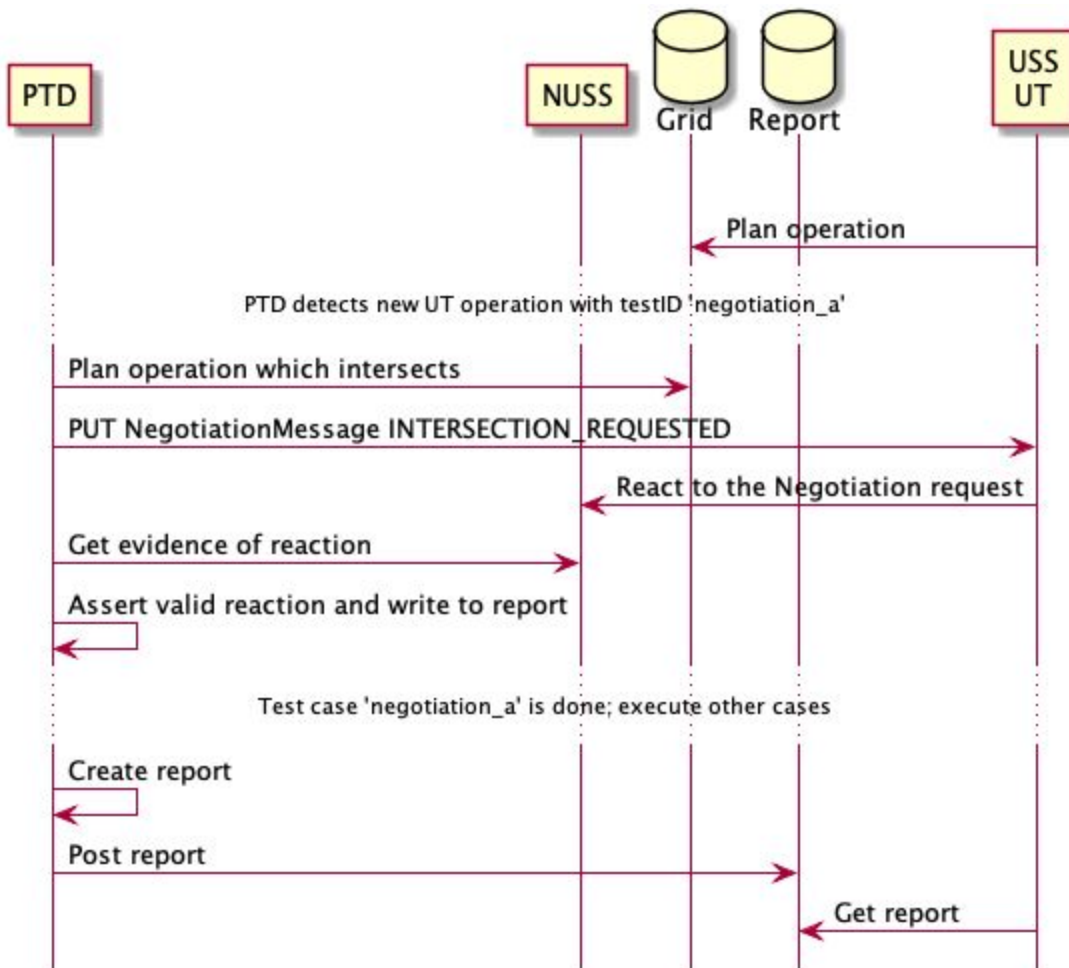 PTD
NUSS
Grid
Report
USS
UT
Plan operation
PTD detects new UT operation with testID 'negotiation_a'
Plan operation which intersects
PUT NegotiationMessage INTERSECTION_REQUESTED
React to the Negotiation request
Get evidence of reaction
Assert valid reaction and write to report
Test case 'negotiation_a' is done; execute other cases
Create report
Post report
Get report